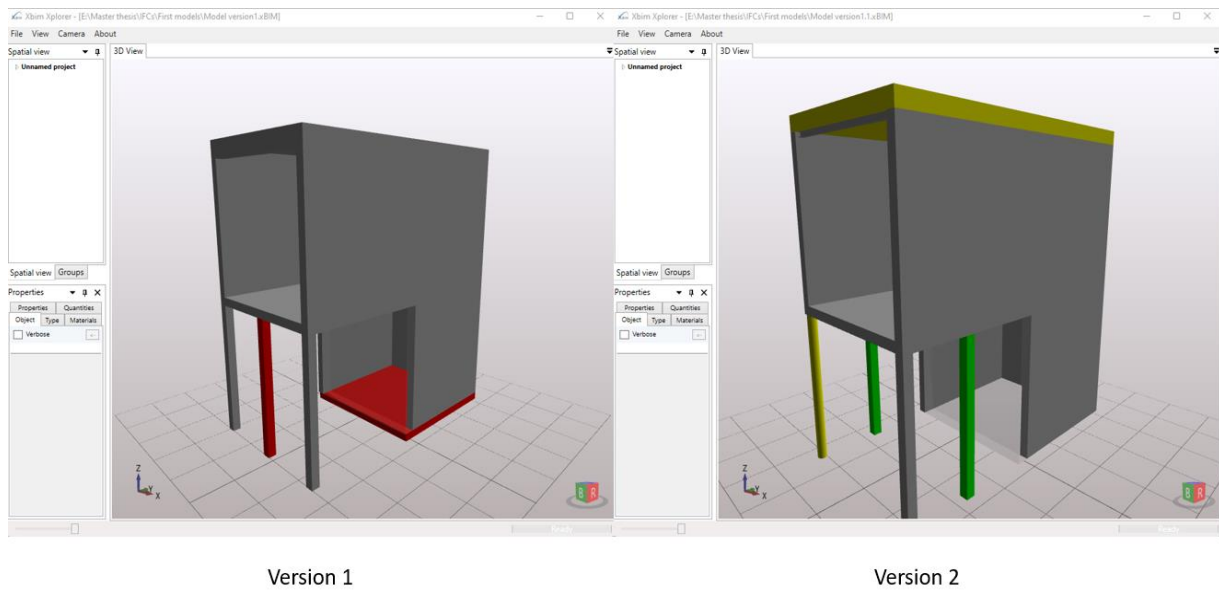 Xbim Xplorer - [E:\Master thesis\IFCs\First models\Model version1.xBIM]
File View Camera About
Spatial view
3D View
Unnamed project
Spatial view Groups
Properties
Properties Quantities
Object Type Materials
Verbose
Z
Y
X
Ready
Xbim Xplorer - [E:\Master thesis\IFCs\First models\Model version1.1.xBIM]
File View Camera About
Spatial view
3D View
Unnamed project
Spatial view Groups
Properties
Properties Quantities
Object Type Materials
Verbose
Z
Y
X
Ready
Version 1
Version 2